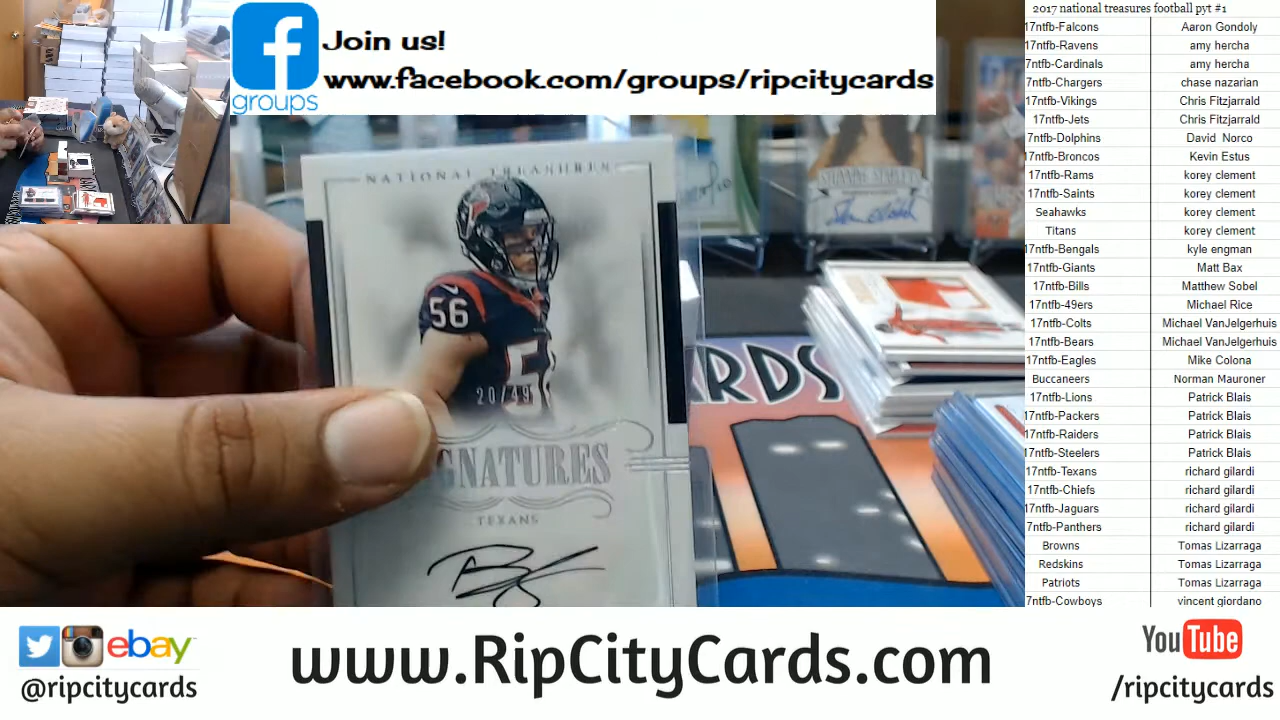 Join us!
www.facebook.com/groups/ripcitycards
groups
NATIONAL TREASURES
56
20/49
GNATURES
TEXANS
RDS
2017 national treasures football pyt #1
17ntfb-Falcons Aaron Gondoly
17ntfb-Ravens amy hercha
7ntfb-Cardinals amy hercha
7ntfb-Chargers chase nazarian
17ntfb-Vikings Chris Fitzjarrald
17ntfb-Jets Chris Fitzjarrald
7ntfb-Dolphins David Norco
17ntfb-Broncos Kevin Estus
17ntfb-Rams korey clement
17ntfb-Saints korey clement
Seahawks korey clement
Titans korey clement
17ntfb-Bengals kyle engman
17ntfb-Giants Matt Bax
17ntfb-Bills Matthew Sobel
17ntfb-49ers Michael Rice
17ntfb-Colts Michael VanJelgerhuis
17ntfb-Bears Michael VanJelgerhuis
17ntfb-Eagles Mike Colona
Buccaneers Norman Mauroner
17ntfb-Lions Patrick Blais
17ntfb-Packers Patrick Blais
17ntfb-Raiders Patrick Blais
17ntfb-Steelers Patrick Blais
17ntfb-Texans richard gilardi
17ntfb-Chiefs richard gilardi
17ntfb-Jaguars richard gilardi
7ntfb-Panthers richard gilardi
Browns Tomas Lizarraga
Redskins Tomas Lizarraga
Patriots Tomas Lizarraga
7ntfb-Cowboys vincent giordano
ebay
@ripcitycards
www.RipCityCards.com
YouTube
/ripcitycards